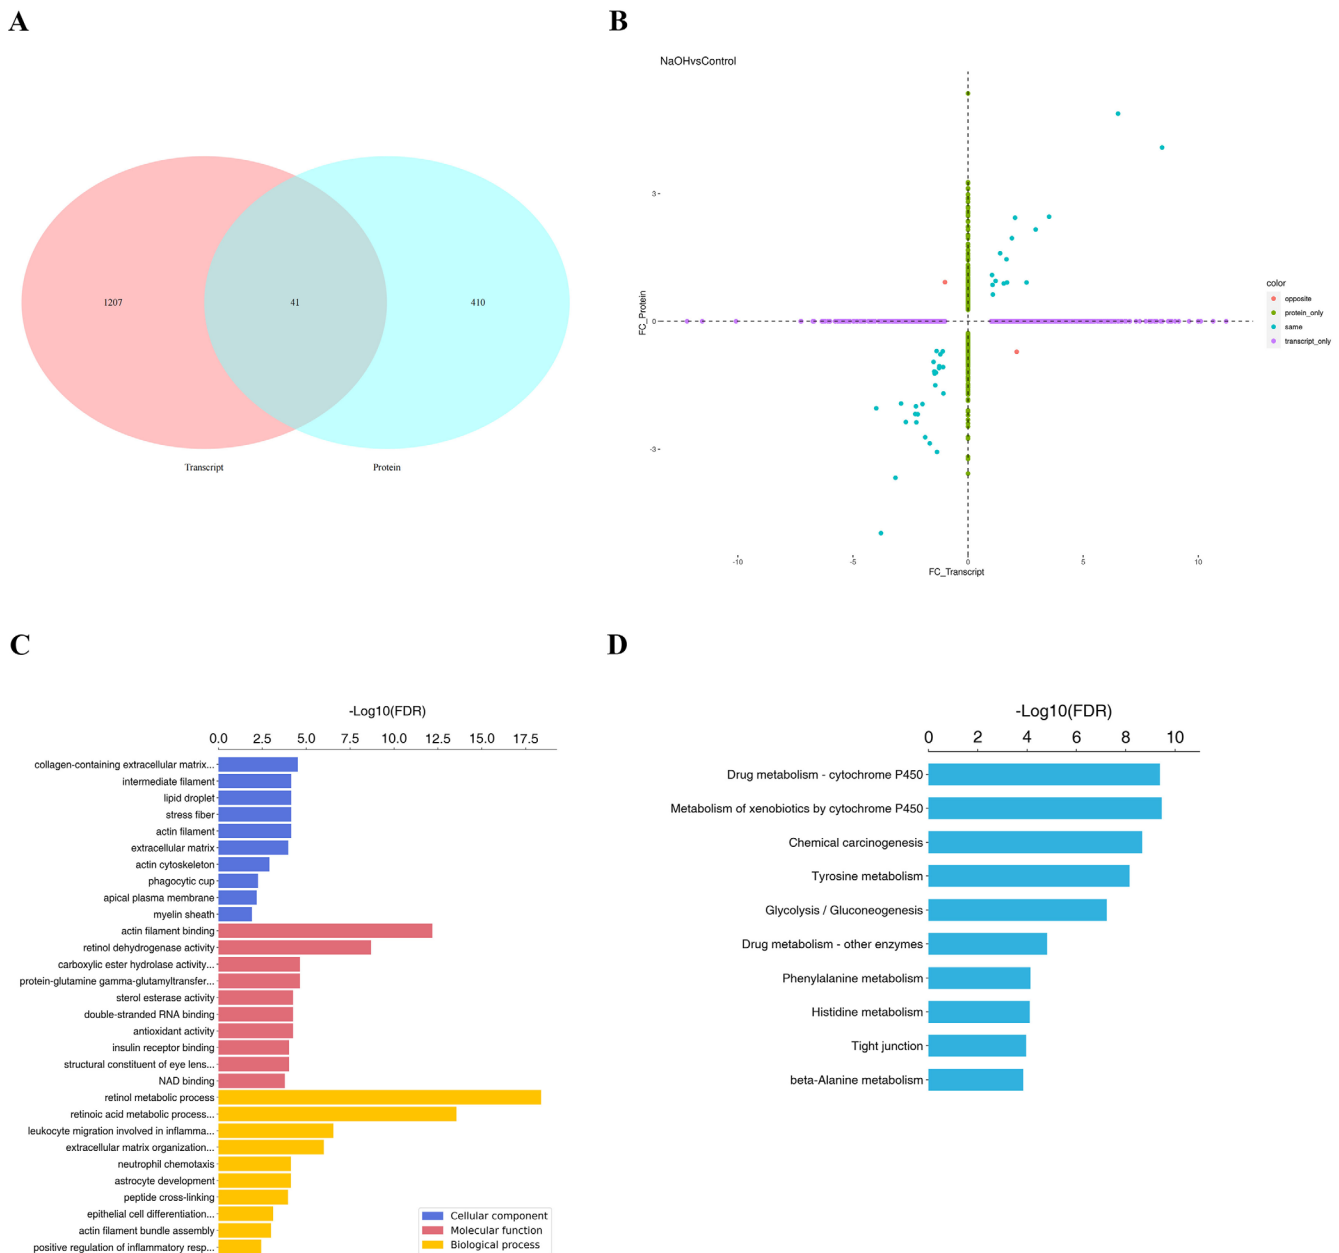 A
1207
41
410
Transcript
Protein
B
NaOHvsControl
FC_Protein
3
0
-3
-10
-5
0
5
10
FC_Transcript
color
opposite
protein_only
same
transcript_only
C
-Log10(FDR)
0.0 2.5 5.0 7.5 10.0 12.5 15.0 17.5
collagen-containing extracellular matrix...
intermediate filament
lipid droplet
stress fiber
actin filament
extracellular matrix
actin cytoskeleton
phagocytic cup
apical plasma membrane
myelin sheath
actin filament binding
retinol dehydrogenase activity
carboxylic ester hydrolase activity...
protein-glutamine gamma-glutamyltransfer...
sterol esterase activity
double-stranded RNA binding
antioxidant activity
insulin receptor binding
structural constituent of eye lens...
NAD binding
retinol metabolic process
retinoic acid metabolic process...
leukocyte migration involved in inflamma...
extracellular matrix organization...
neutrophil chemotaxis
astrocyte development
peptide cross-linking
epithelial cell differentiation...
actin filament bundle assembly
positive regulation of inflammatory resp...
Cellular component
Molecular function
Biological process
D
-Log10(FDR)
0 2 4 6 8 10
Drug metabolism - cytochrome P450
Metabolism of xenobiotics by cytochrome P450
Chemical carcinogenesis
Tyrosine metabolism
Glycolysis / Gluconeogenesis
Drug metabolism - other enzymes
Phenylalanine metabolism
Histidine metabolism
Tight junction
beta-Alanine metabolism